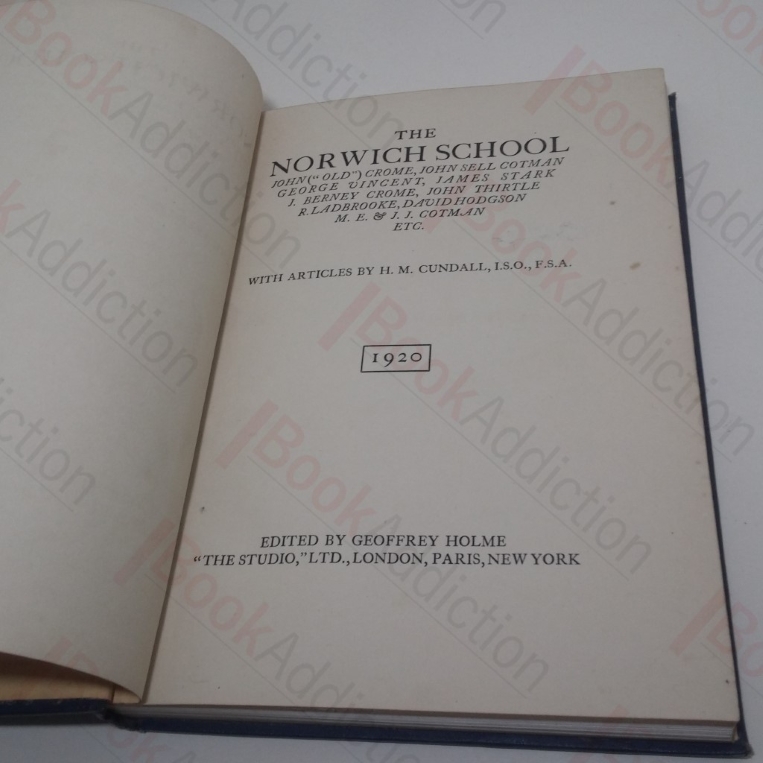 THE
NORWICH SCHOOL
JOHN ("OLD") CROME, JOHN SELL COTMAN
GEORGE VINCENT, JAMES STARK
J. BERNEY CROME, JOHN THIRTLE
R. LADBROOKE, DAVID HODGSON
M. E. & J. J. COTMAN
ETC.
WITH ARTICLES BY H. M. CUNDALL, I.S.O., F.S.A.
1920
EDITED BY GEOFFREY HOLME
"THE STUDIO," LTD., LONDON, PARIS, NEW YORK
BookAddiction